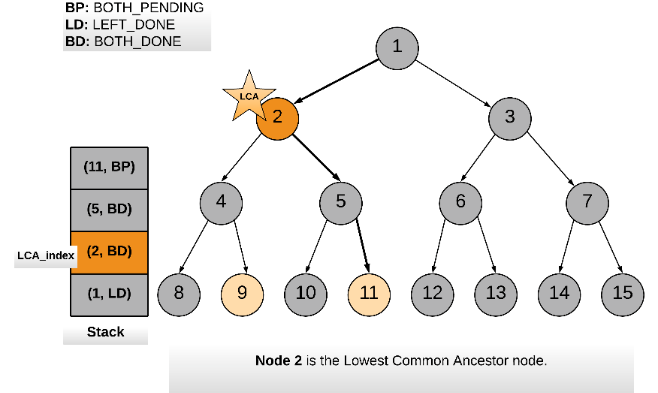 BP: BOTH_PENDING
LD: LEFT_DONE
BD: BOTH_DONE
1
LCA
2
3
(11, BP)
(5, BD)
4
5
6
7
LCA_index
(2, BD)
(1, LD)
8
9
10
11
12
13
14
15
Stack
Node 2 is the Lowest Common Ancestor node.